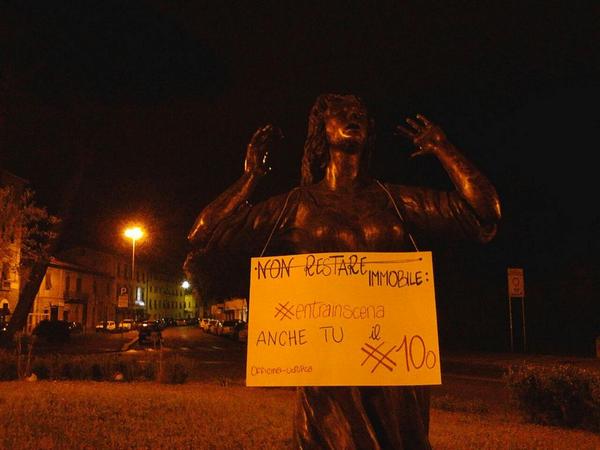 NON RESTARE
IMMOBILE:
#entrainscena
ANCHE TU il
#10o